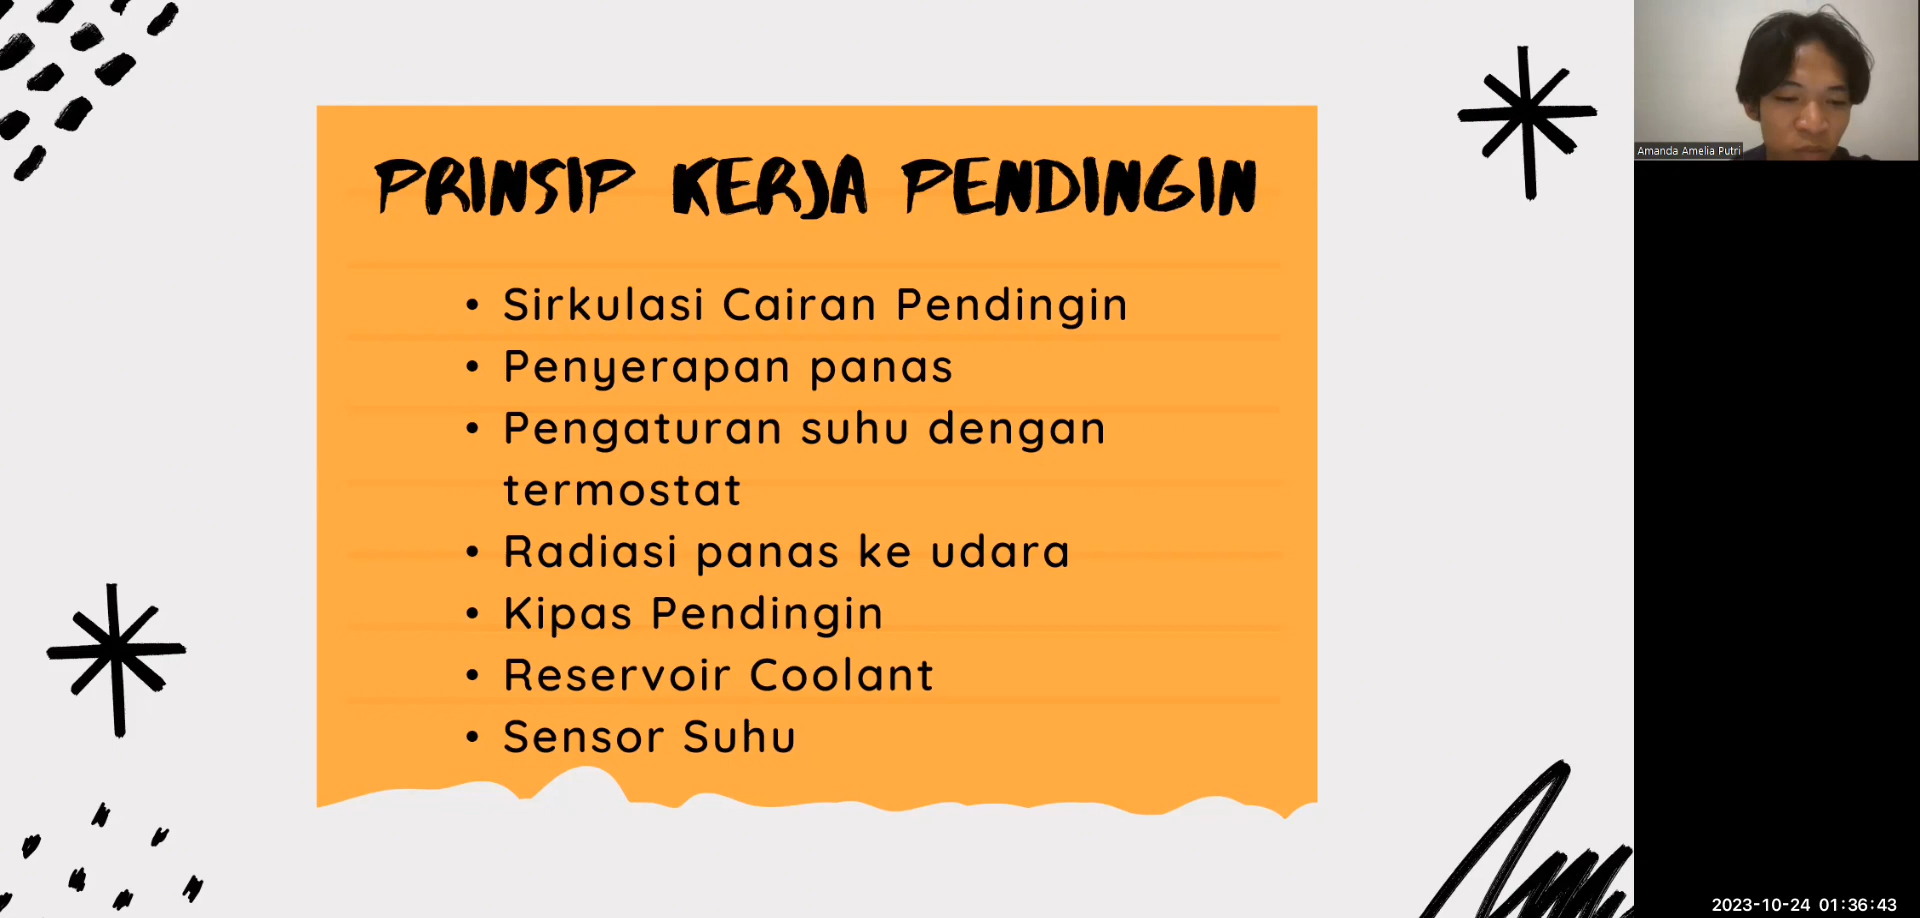 PRINSIP KERJA PENDINGIN
• Sirkulasi Cairan Pendingin
• Penyerapan panas
• Pengaturan suhu dengan
termostat
• Radiasi panas ke udara
• Kipas Pendingin
• Reservoir Coolant
• Sensor Suhu
Amanda Amelia Putri
2023-10-24 01:36:43